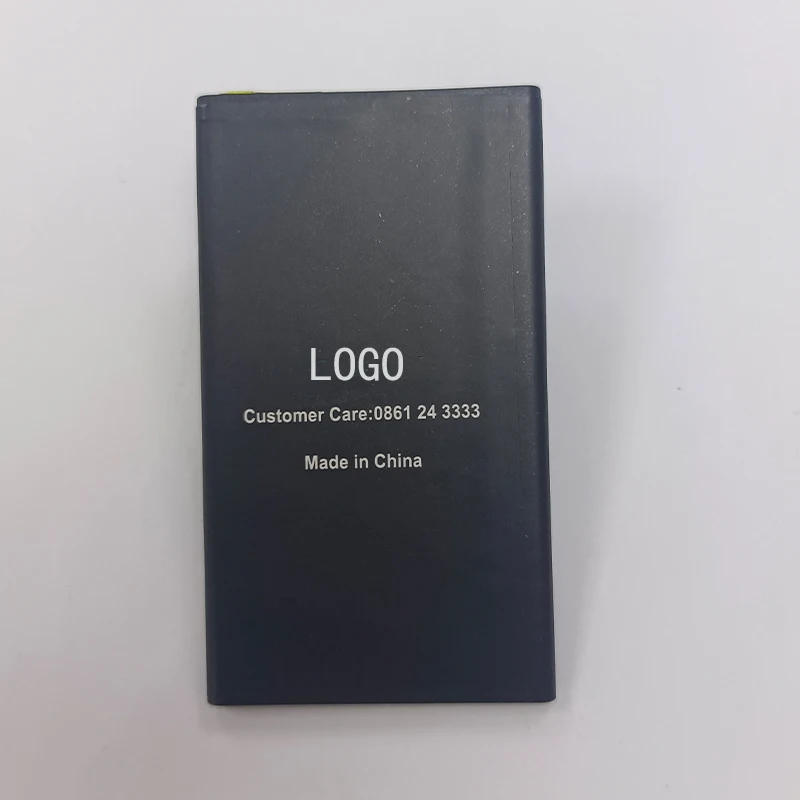 LOGO
Customer Care:0861 24 3333
Made in China